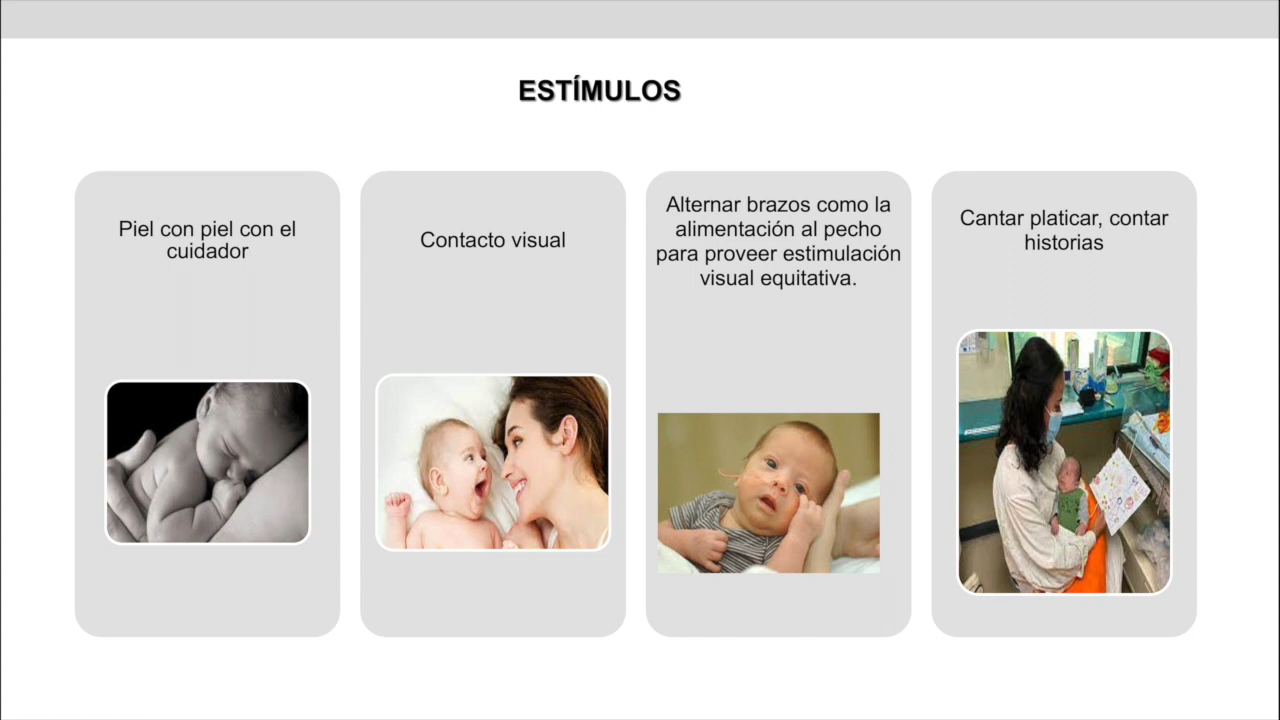 ESTÍMULOS
Piel con piel con el
cuidador
Contacto visual
Alternar brazos como la
alimentación al pecho
para proveer estimulación
visual equitativa.
Cantar platicar, contar
historias